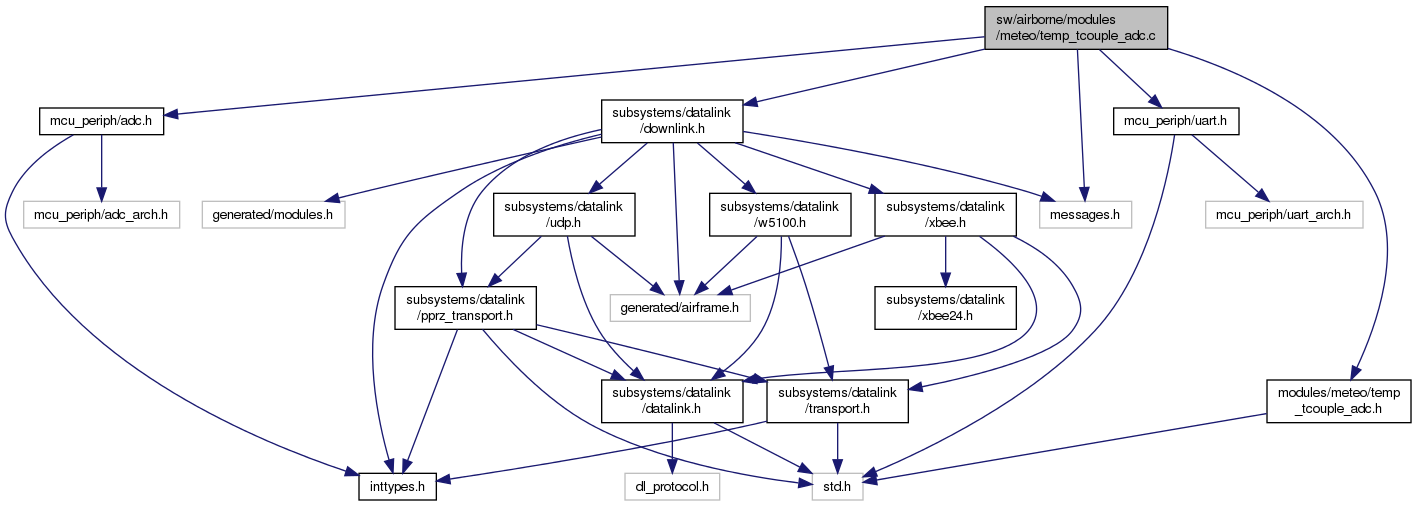 sw/airborne/modules
/meteo/temp_tcouple_adc.c
mcu_periph/adc.h
subsystems/datalink
/downlink.h
mcu_periph/uart.h
mcu_periph/adc_arch.h
generated/modules.h
subsystems/datalink
/udp.h
subsystems/datalink
/w5100.h
subsystems/datalink
/xbee.h
messages.h
mcu_periph/uart_arch.h
subsystems/datalink
/pprz_transport.h
generated/airframe.h
subsystems/datalink
/xbee24.h
subsystems/datalink
/datalink.h
subsystems/datalink
/transport.h
modules/meteo/temp
_tcouple_adc.h
inttypes.h
dl_protocol.h
std.h